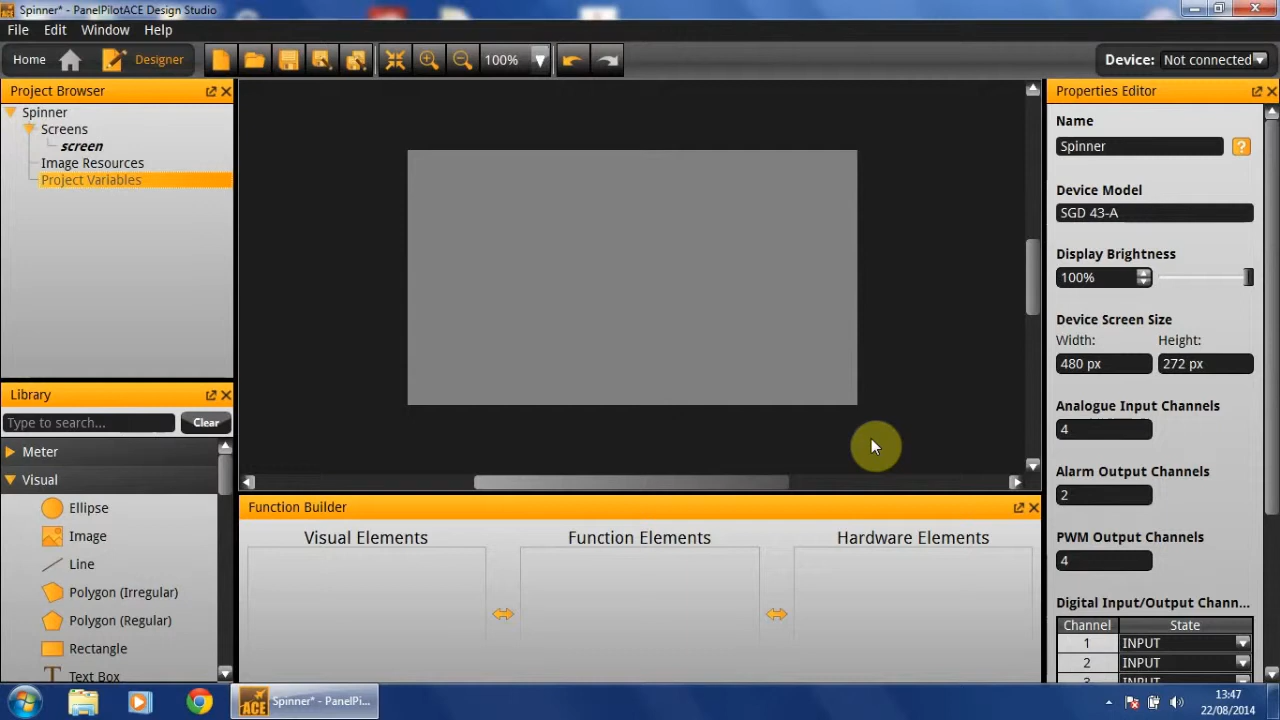 Spinner* - PanelPilotACE Design Studio
File Edit Window Help
Home Designer 100% Device: Not connected
Project Browser
Spinner
Screens
screen
Image Resources
Project Variables
Library
Type to search... Clear
Meter
Visual
Ellipse
Image
Line
Polygon (Irregular)
Polygon (Regular)
Rectangle
Text Box
Function Builder
Visual Elements Function Elements Hardware Elements
Properties Editor
Name
Spinner ?
Device Model
SGD 43-A
Display Brightness
100%
Device Screen Size
Width: Height:
480 px 272 px
Analogue Input Channels
4
Alarm Output Channels
2
PWM Output Channels
4
Digital Input/Output Chann...
Channel State
1 INPUT
2 INPUT
3 INPUT
ACE Spinner* - PanelPi...
13:47
22/08/2014